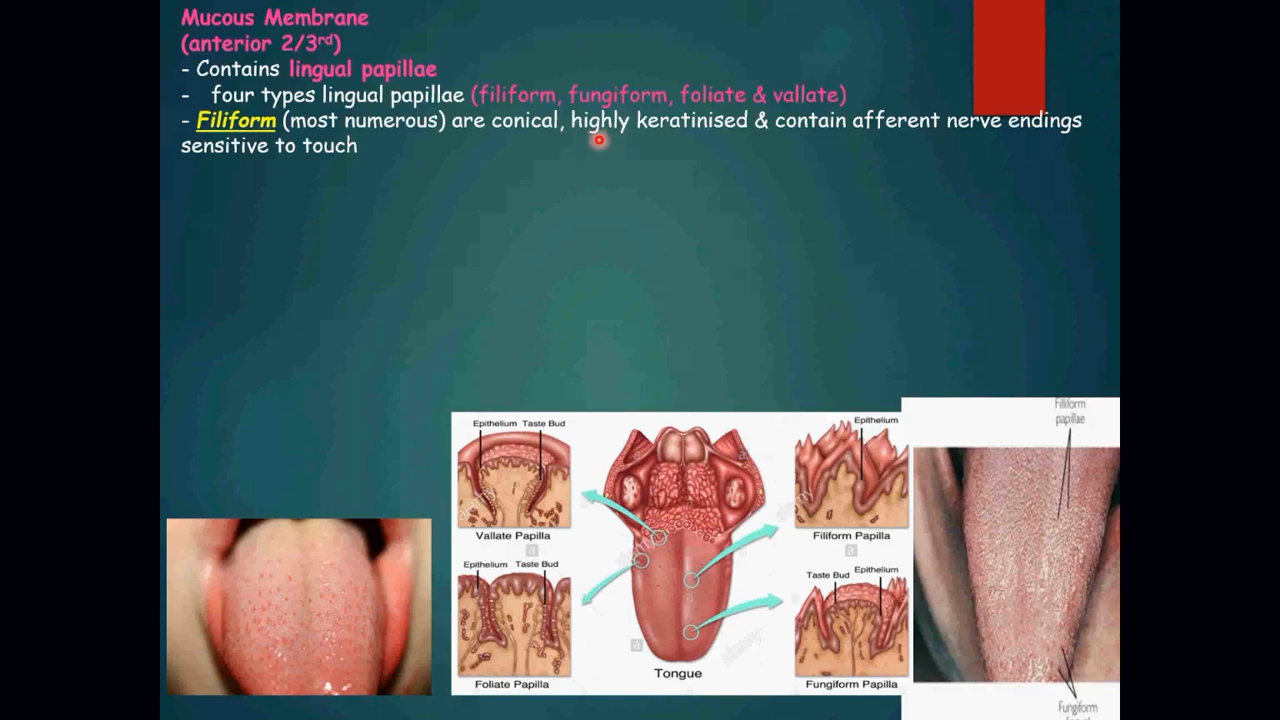 Mucous Membrane
(anterior 2/3rd)
- Contains lingual papillae
- four types lingual papillae (filiform, fungiform, foliate & vallate)
- Filiform (most numerous) are conical, highly keratinised & contain afferent nerve endings
sensitive to touch
Epithelium Taste Bud
Vallate Papilla
Epithelium Taste Bud
Foliate Papilla
Tongue
Epithelium
Filiform Papilla
Taste Bud Epithelium
Fungiform Papilla
a
a
a
a
alamy
Filliform
papillae
Fungiform